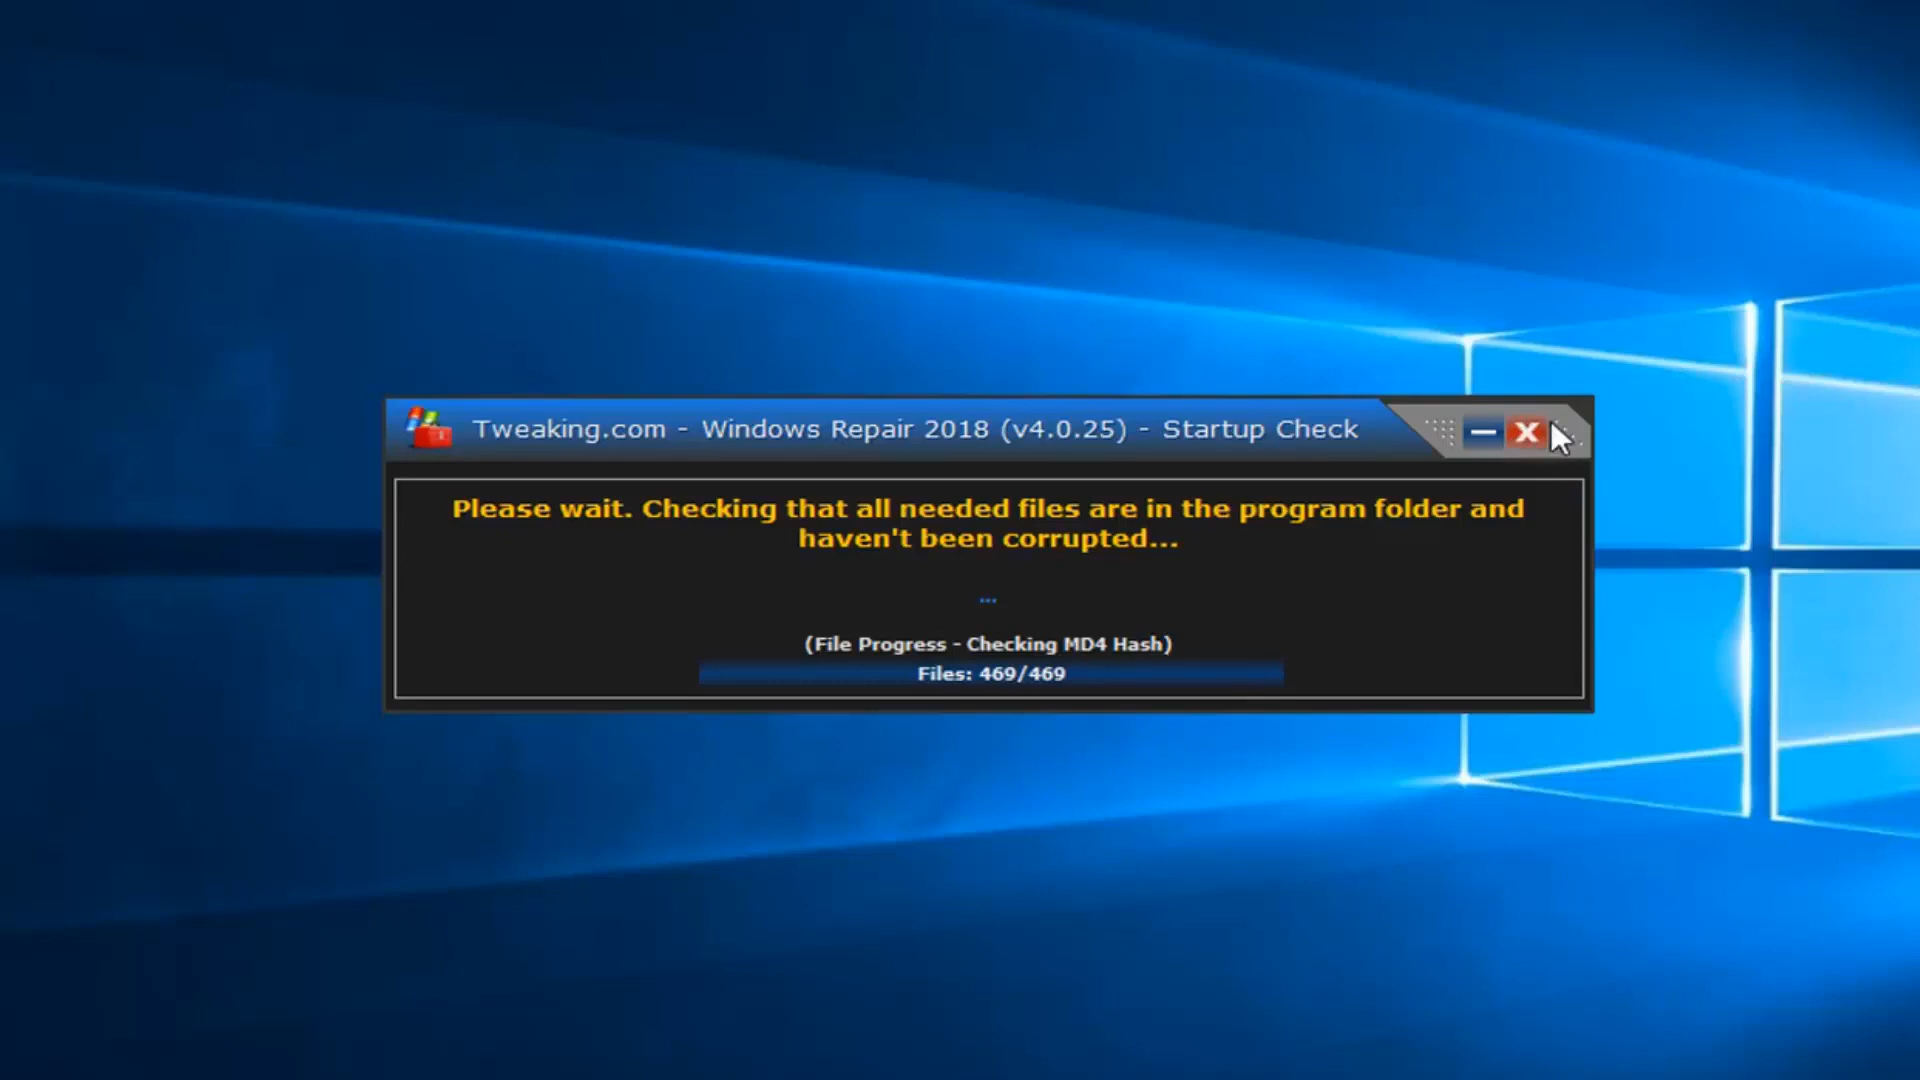 Tweaking.com - Windows Repair 2018 (v4.0.25) - Startup Check
Please wait. Checking that all needed files are in the program folder and
haven't been corrupted...
...
(File Progress - Checking MD4 Hash)
Files: 469/469